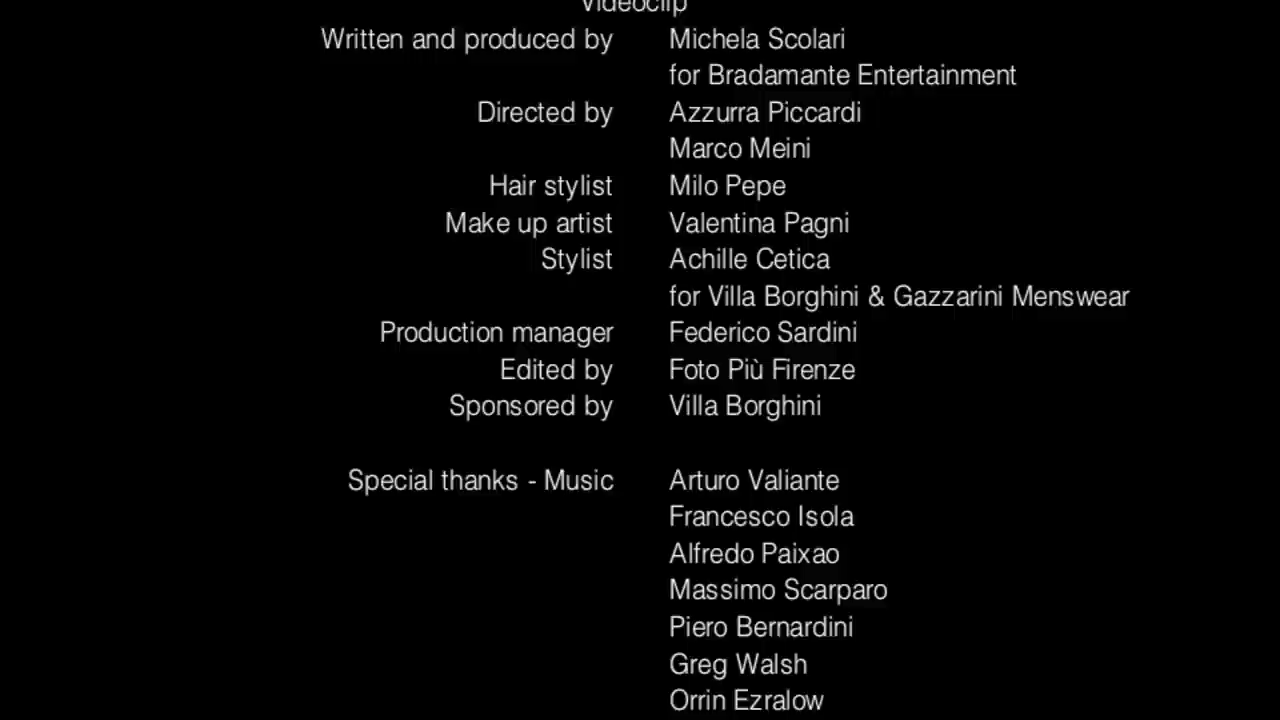 Videoclip
Written and produced by Michela Scolari
for Bradamante Entertainment
Directed by Azzurra Piccardi
Marco Meini
Hair stylist Milo Pepe
Make up artist Valentina Pagni
Stylist Achille Cetica
for Villa Borghini & Gazzarini Menswear
Production manager Federico Sardini
Edited by Foto Più Firenze
Sponsored by Villa Borghini
Special thanks - Music Arturo Valiante
Francesco Isola
Alfredo Paixao
Massimo Scarparo
Piero Bernardini
Greg Walsh
Orrin Ezralow